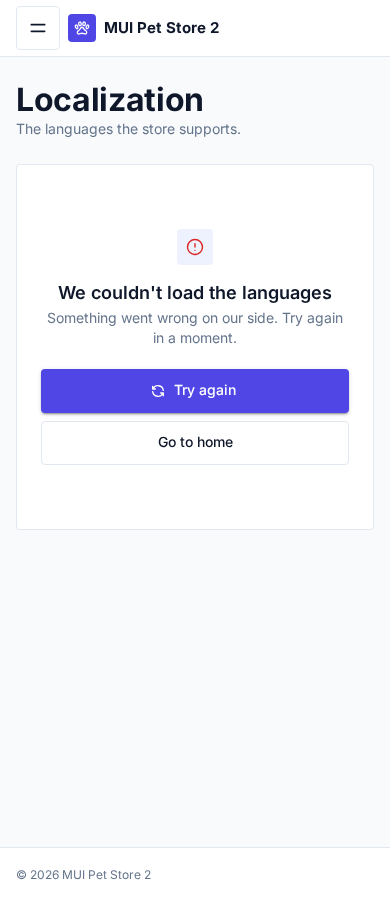 MUI Pet Store 2
Localization
The languages the store supports.
We couldn't load the languages
Something went wrong on our side. Try again
in a moment.
Try again
Go to home
© 2026 MUI Pet Store 2